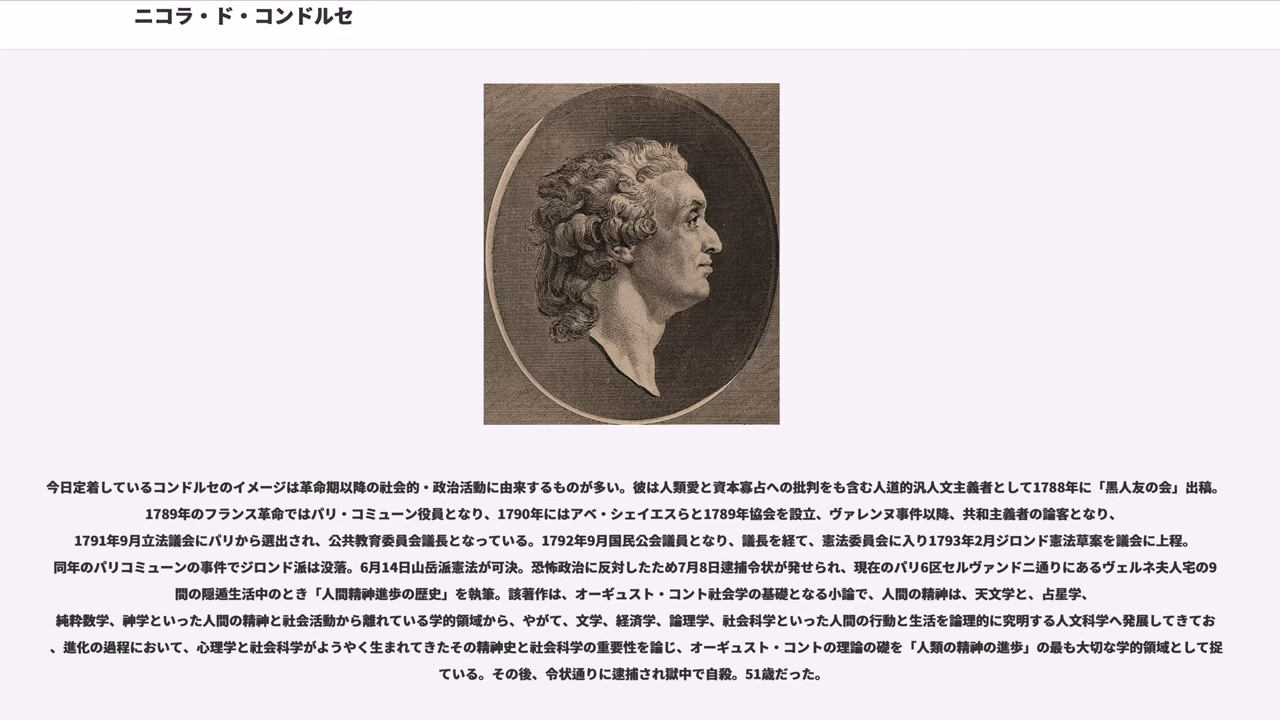 ニコラ・ド・コンドルセ
今日定着しているコンドルセのイメージは革命期以降の社会的・政治活動に由来するものが多い。彼は人類愛と資本寡占への批判をも含む人道的汎人文主義者として1788年に「黒人友の会」出稿。
1789年のフランス革命ではパリ・コミューン役員となり、1790年にはアベ・シェイエスらと1789年協会を設立、ヴァレンヌ事件以降、共和主義者の論客となり、
1791年9月立法議会にパリから選出され、公共教育委員会議長となっている。1792年9月国民公会議員となり、議長を経て、憲法委員会に入り1793年2月ジロンド憲法草案を議会に上程。
同年のパリコミューンの事件でジロンド派は没落。6月14日山岳派憲法が可決。恐怖政治に反対したため7月8日逮捕令状が発せられ、現在のパリ6区セルヴァンドニ通りにあるヴェルネ夫人宅の9
間の隠遁生活中のとき「人間精神進歩の歴史」を執筆。該著作は、オーギュスト・コント社会学の基礎となる小論で、人間の精神は、天文学と、占星学、
純粋数学、神学といった人間の精神と社会活動から離れている学的領域から、やがて、文学、経済学、論理学、社会科学といった人間の行動と生活を論理的に究明する人文科学へ発展してきてお
、進化の過程において、心理学と社会科学がようやく生まれてきたその精神史と社会科学の重要性を論じ、オーギュスト・コントの理論の礎を「人類の精神の進歩」の最も大切な学的領域として捉
ている。その後、令状通りに逮捕され獄中で自殺。51歳だった。